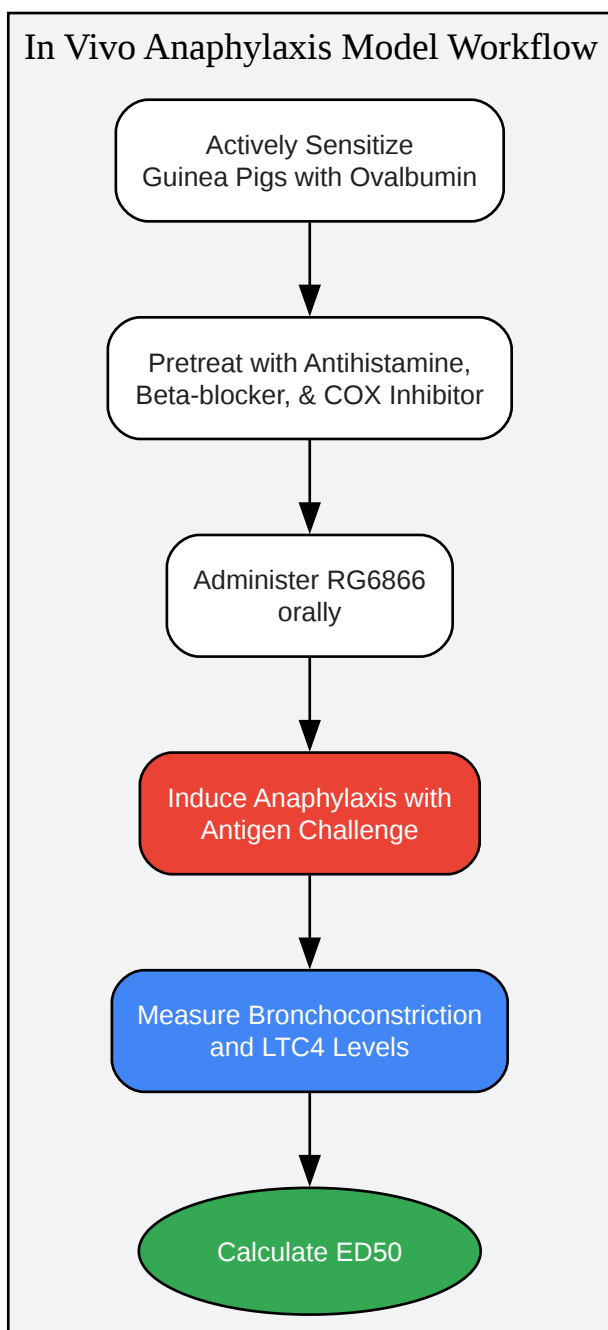 In Vivo Anaphylaxis Model Workflow
Actively Sensitize
Guinea Pigs with Ovalbumin
Pretreat with Antihistamine,
Beta-blocker, & COX Inhibitor
Administer RG6866
orally
Induce Anaphylaxis with
Antigen Challenge
Measure Bronchoconstriction
and LTC4 Levels
Calculate ED50